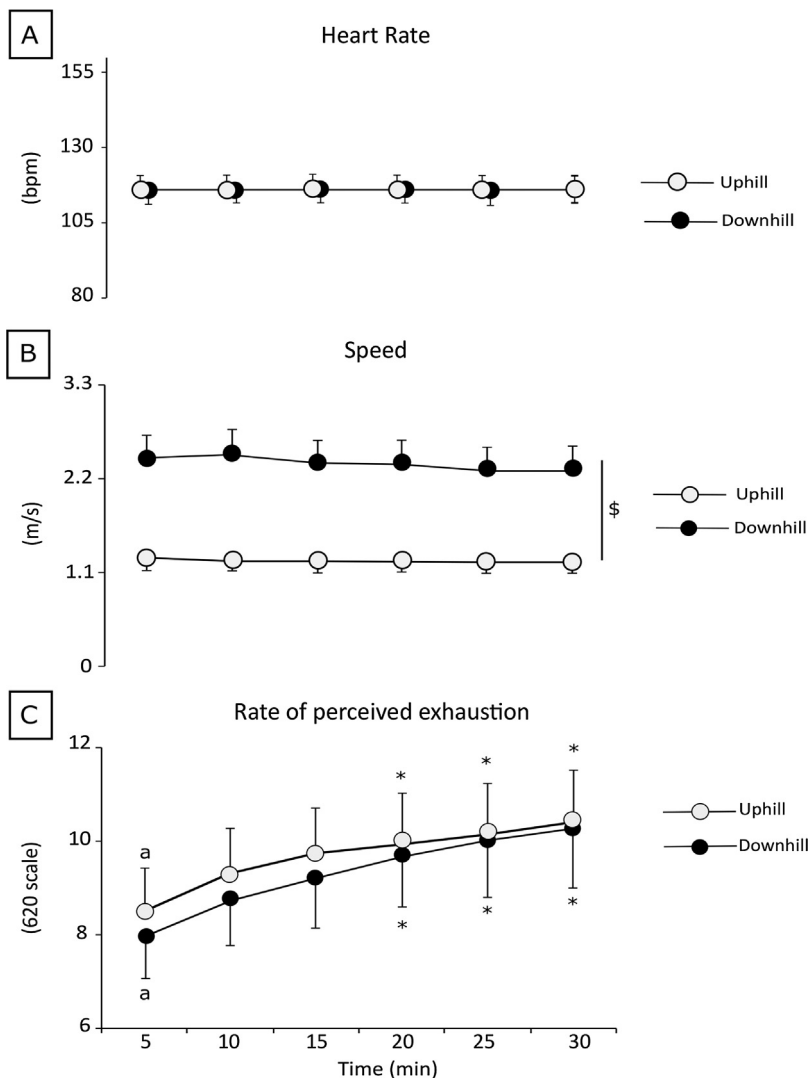 A
Heart Rate
155
130
105
80
(bpm)
Uphill
Downhill
B
Speed
3.3
2.2
1.1
0
(m/s)
$
Uphill
Downhill
C
Rate of perceived exhaustion
12
10
8
6
(620 scale)
a
a
* * *
* * *
Uphill
Downhill
5 10 15 20 25 30
Time (min)